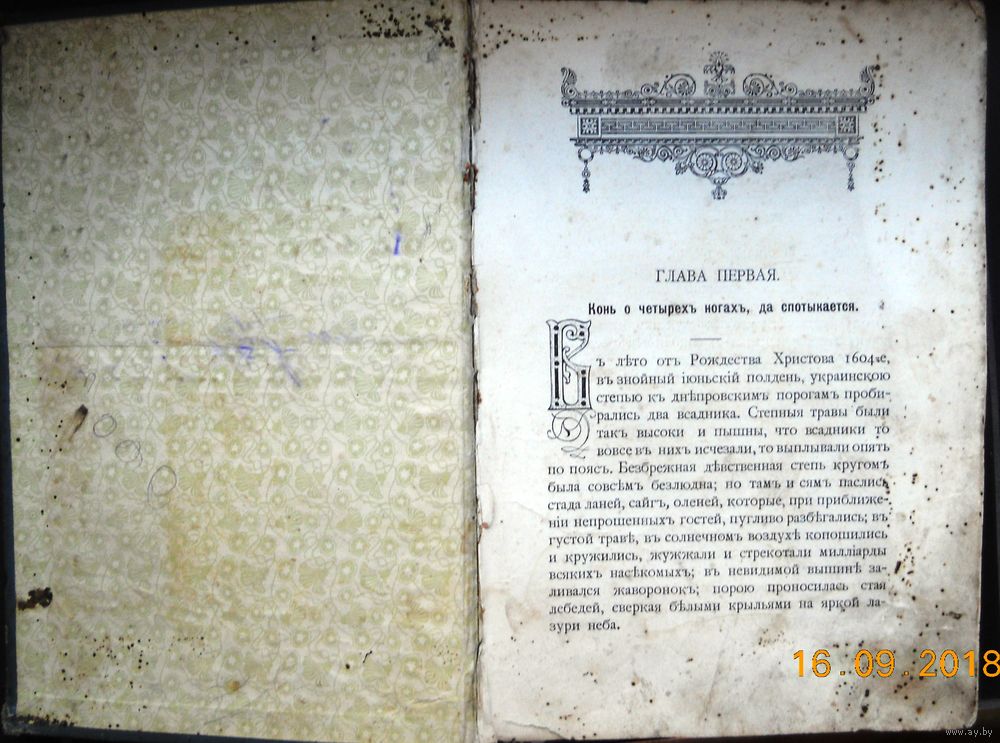 ГЛАВА ПЕРВАЯ.
Конь о четырехъ ногахъ, да спотыкается.
Въ лѣто отъ Рождества Христова 1604-е,
въ знойный іюньскій полдень, украинскою
степью къ днѣпровскимъ порогамъ проби-
рались два всадника. Степныя травы были
такъ высоки и пышны, что всадники то
вовсе въ нихъ исчезали, то выплывали опять
по поясъ. Безбрежная дѣвственная степь кругомъ
была совсѣмъ безлюдна; но тамъ и сямъ паслись
стада ланей, сайгъ, оленей, которые, при приближе-
ніи непрошенныхъ гостей, пугливо разбѣгались; въ
густой травѣ, въ солнечномъ воздухѣ копошились
и кружились, жужжали и стрекотали милліарды
всякихъ насѣкомыхъ; въ невидимой вышинѣ за-
ливался жаворонокъ; порою проносилась стая
лебедей, сверкая бѣлыми крыльями на яркой ла-
зури неба.
16.09.2018
www.ay.by